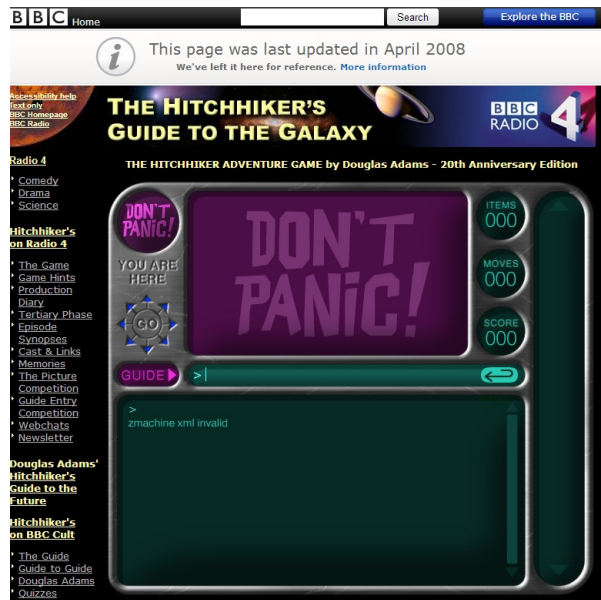 BBC Home
Search
Explore the BBC
This page was last updated in April 2008
We've left it here for reference. More information
Accessibility help
Text only
BBC Homepage
BBC Radio
THE HITCHHIKER'S
GUIDE TO THE GALAXY
BBC
RADIO 4
THE HITCHHIKER ADVENTURE GAME by Douglas Adams - 20th Anniversary Edition
Radio 4
Comedy
Drama
Science
Hitchhiker's
on Radio 4
The Game
Game Hints
Production
Diary
Tertiary Phase
Episode
Synopses
Cast & Links
Memories
The Picture
Competition
Guide Entry
Competition
Webchats
Newsletter
Douglas Adams'
Hitchhiker's
Guide to the
Future
Hitchhiker's
on BBC Cult
The Guide
Guide to Guide
Douglas Adams
Quizzes
DON'T
PANIC!
YOU ARE
HERE
GO
DON'T
PANIC!
ITEMS
000
MOVES
000
SCORE
000
GUIDE
>
>
zmachine xml invalid